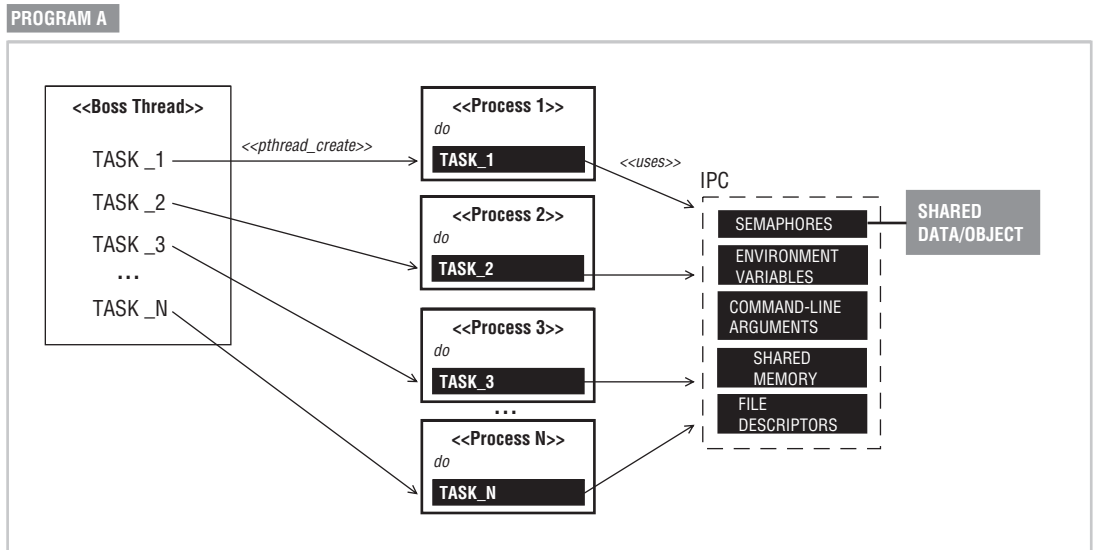 PROGRAM A
<<Boss Thread>>
TASK _1
TASK _2
TASK _3
...
TASK _N
<<pthread_create>>
<<Process 1>>
do
TASK_1
<<Process 2>>
do
TASK_2
<<Process 3>>
do
TASK_3
...
<<Process N>>
do
TASK_N
<<uses>>
IPC
SEMAPHORES
ENVIRONMENT
VARIABLES
COMMAND-LINE
ARGUMENTS
SHARED
MEMORY
FILE
DESCRIPTORS
SHARED
DATA/OBJECT